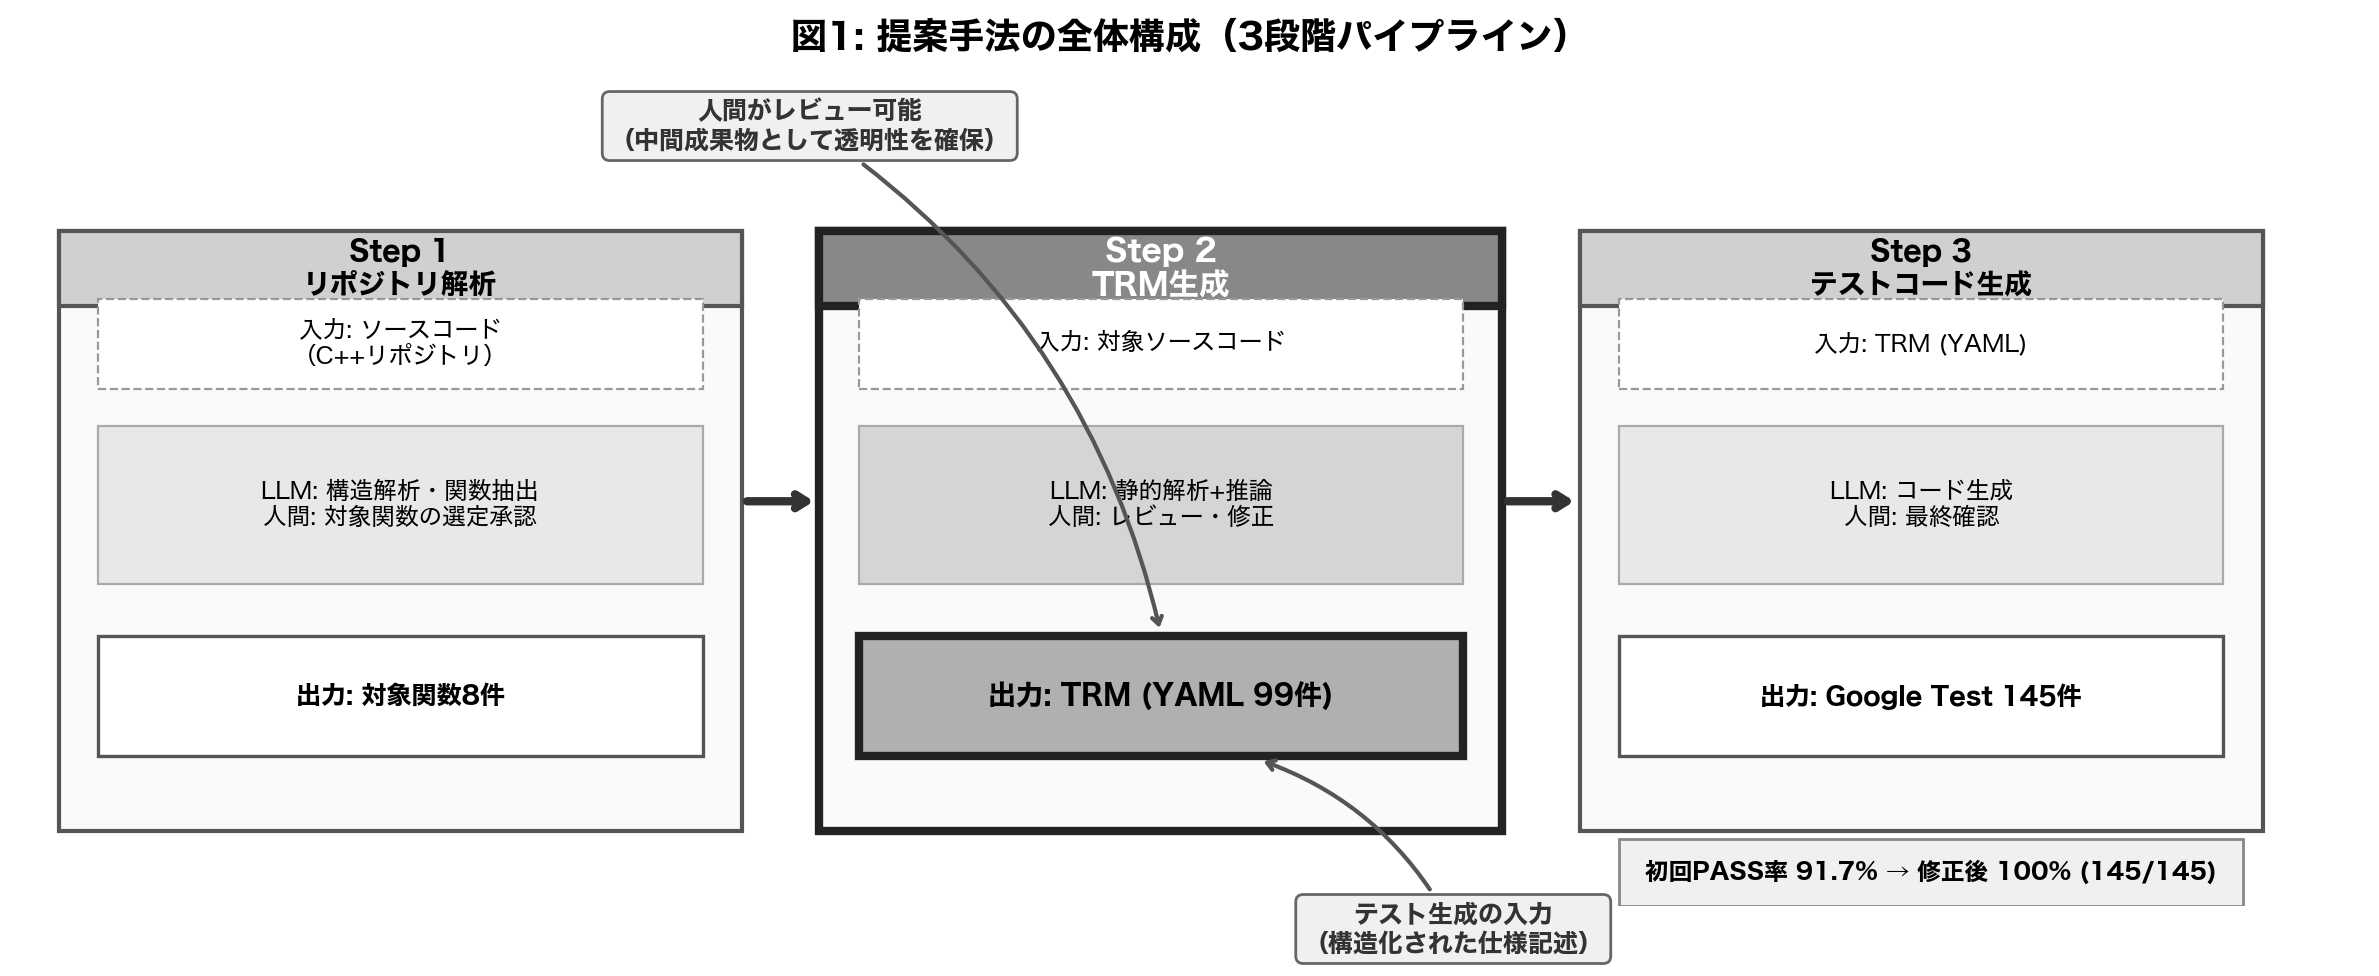 図1: 提案手法の全体構成（3段階パイプライン）
人間がレビュー可能
（中間成果物として透明性を確保）
Step 1
リポジトリ解析
入力: ソースコード
（C++リポジトリ）
LLM: 構造解析・関数抽出
人間: 対象関数の選定承認
出力: 対象関数8件
Step 2
TRM生成
入力: 対象ソースコード
LLM: 静的解析+推論
人間: レビュー・修正
出力: TRM (YAML 99件)
Step 3
テストコード生成
入力: TRM (YAML)
LLM: コード生成
人間: 最終確認
出力: Google Test 145件
初回PASS率 91.7% → 修正後 100% (145/145)
テスト生成の入力
（構造化された仕様記述）